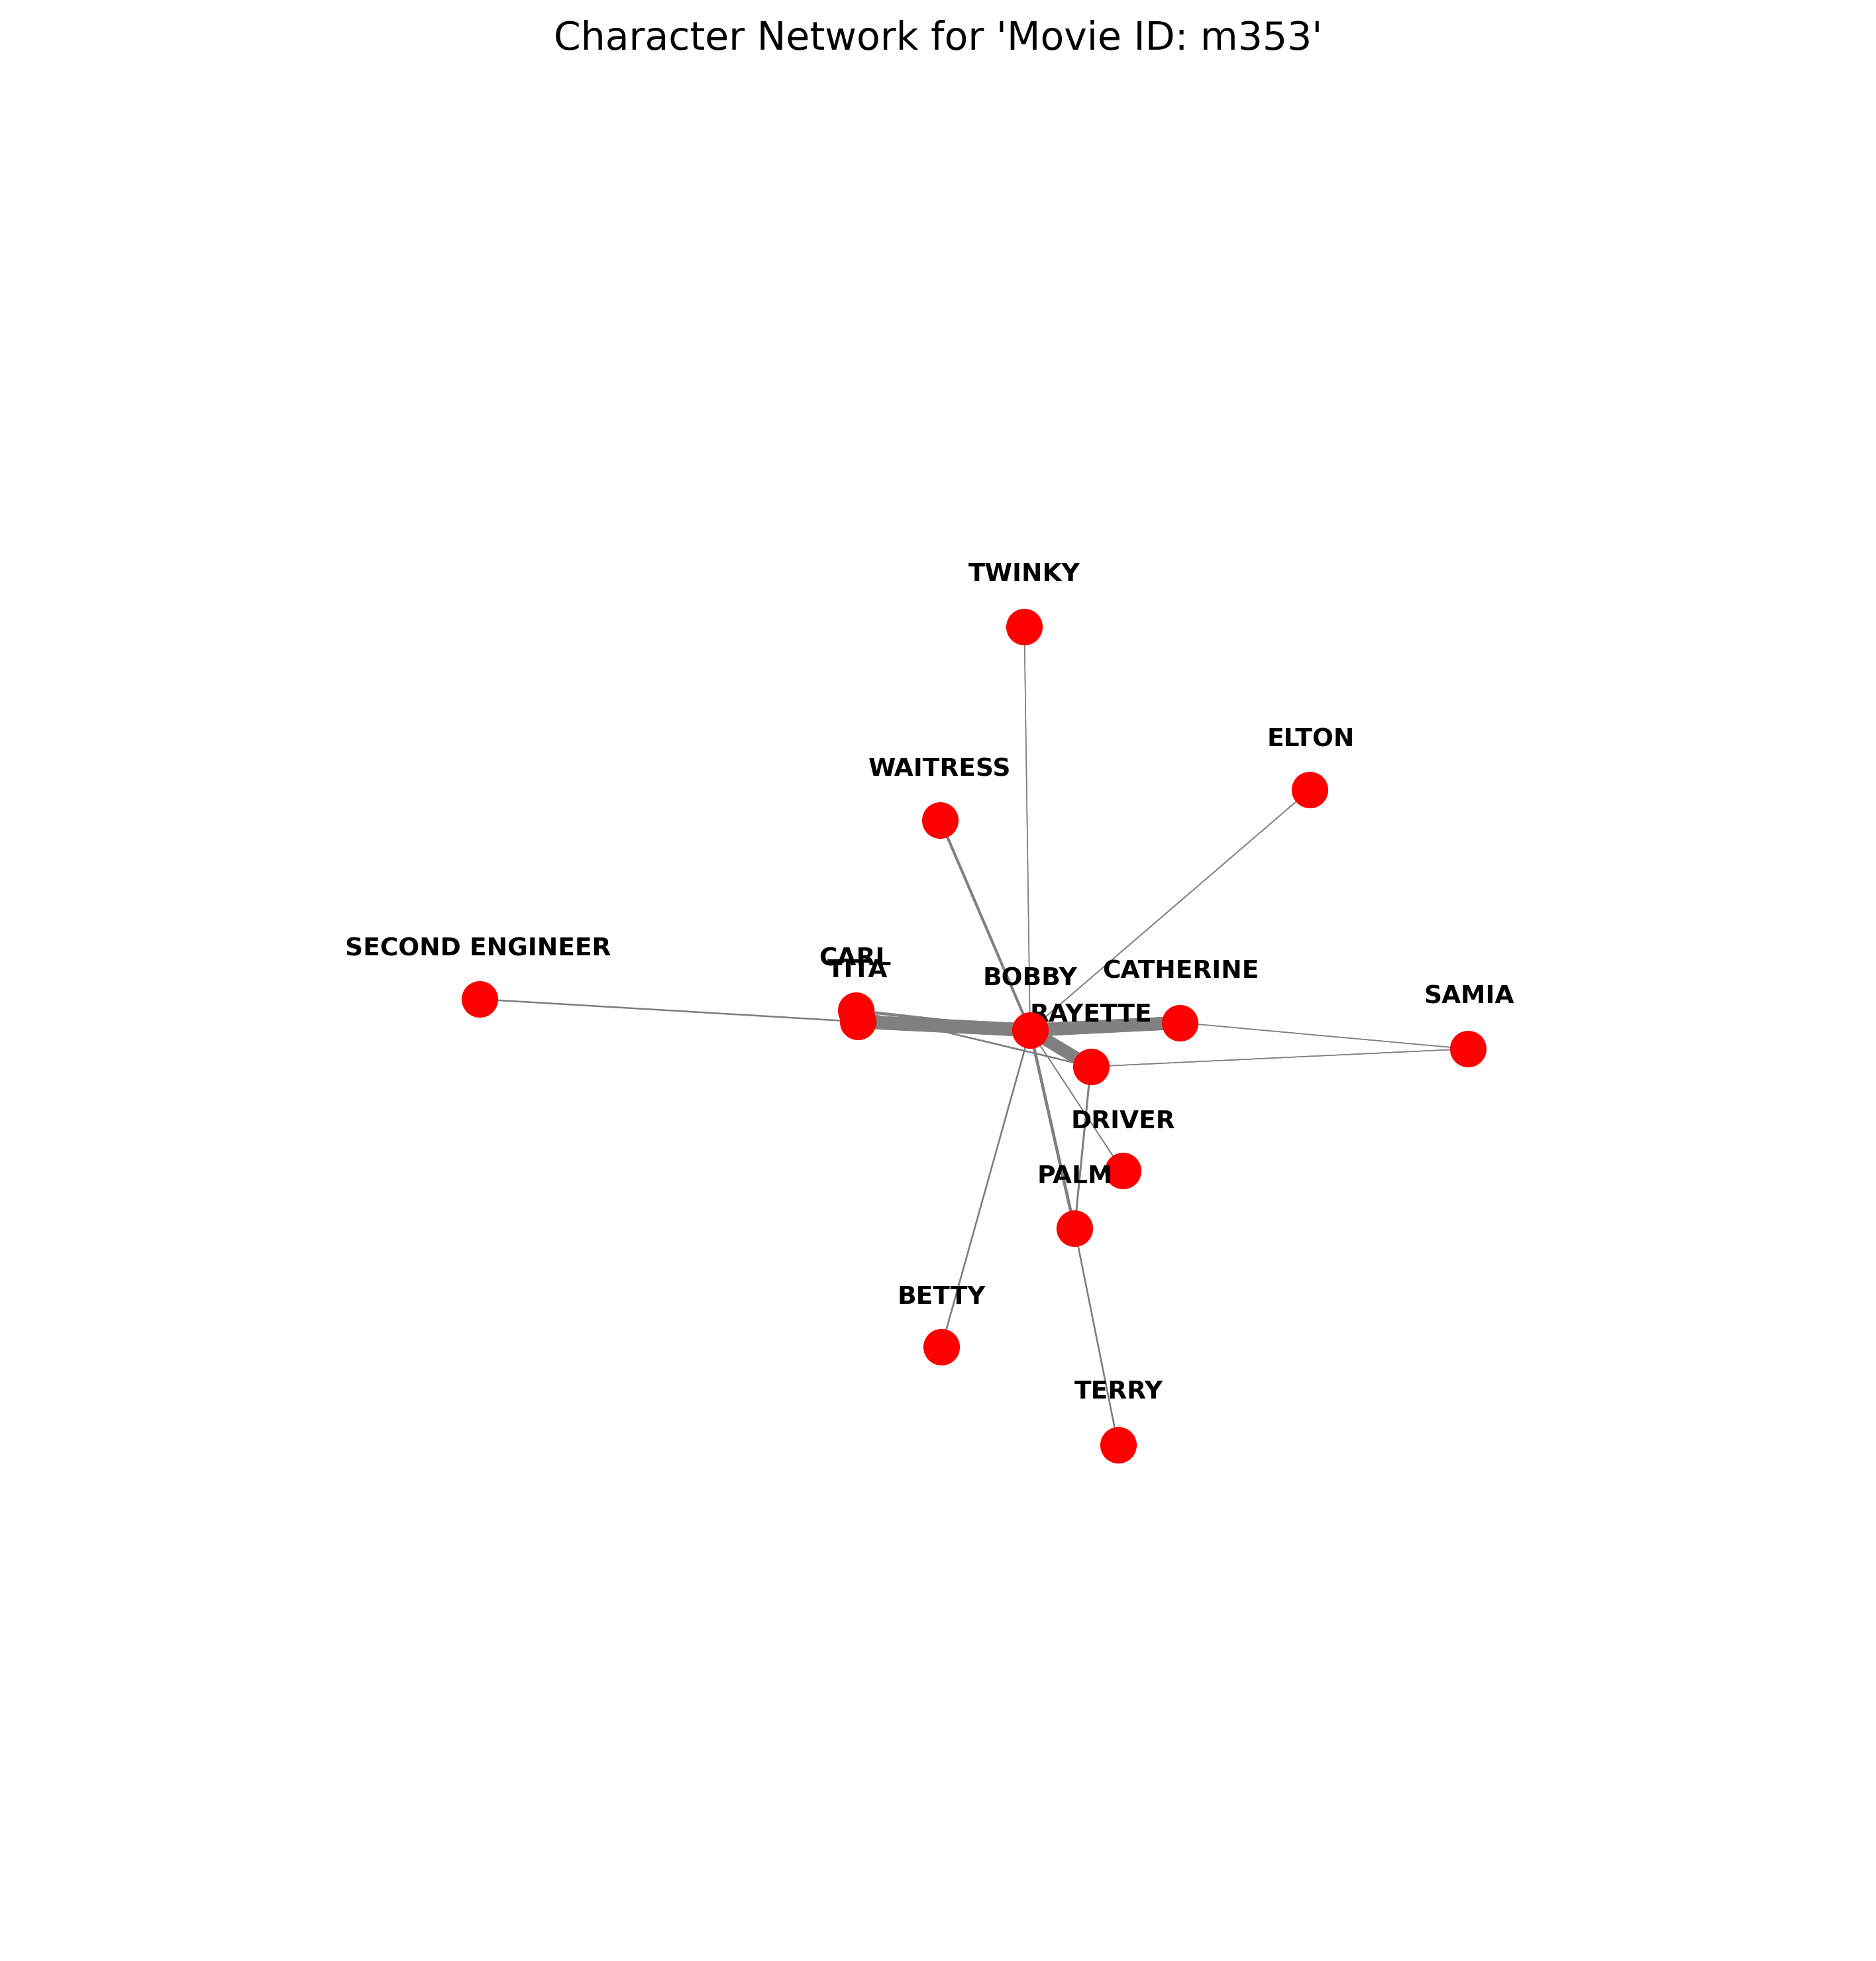 Character Network for 'Movie ID: m353'
TWINKY
ELTON
WAITRESS
SECOND ENGINEER
CARL
TITA
BOBBY
CATHERINE
SAMIA
RAYETTE
DRIVER
PALM
BETTY
TERRY